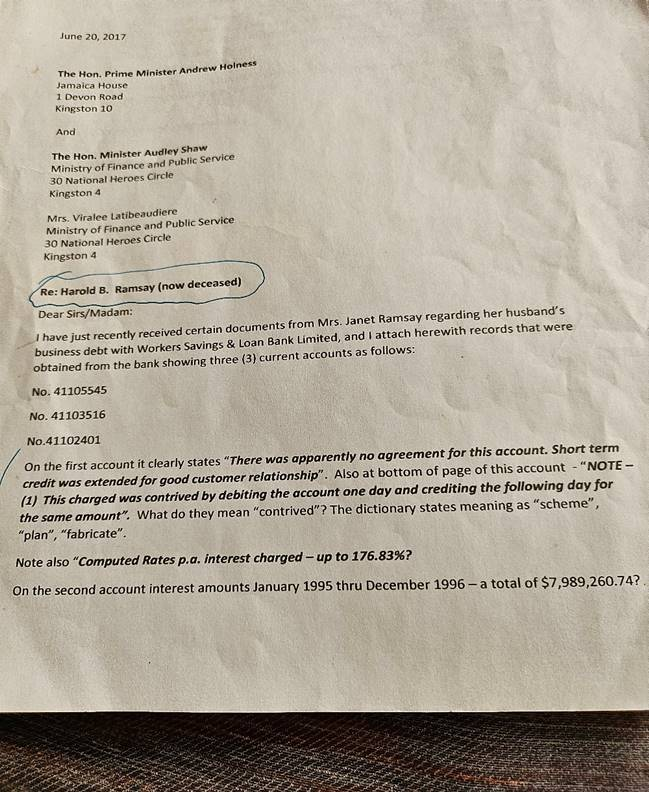 June 20, 2017
The Hon. Prime Minister Andrew Holness
Jamaica House
1 Devon Road
Kingston 10
And
The Hon. Minister Audley Shaw
Ministry of Finance and Public Service
30 National Heroes Circle
Kingston 4
Mrs. Viralee Latibeaudiere
Ministry of Finance and Public Service
30 National Heroes Circle
Kingston 4
Re: Harold B. Ramsay (now deceased)
Dear Sirs/Madam:
I have just recently received certain documents from Mrs. Janet Ramsay regarding her husband's
business debt with Workers Savings & Loan Bank Limited, and I attach herewith records that were
obtained from the bank showing three (3) current accounts as follows:
No. 41105545
No. 41103516
No.41102401
On the first account it clearly states "There was apparently no agreement for this account. Short term
credit was extended for good customer relationship". Also at bottom of page of this account - "NOTE –
(1) This charged was contrived by debiting the account one day and crediting the following day for
the same amount". What do they mean "contrived"? The dictionary states meaning as "scheme",
"plan", "fabricate".
Note also "Computed Rates p.a. interest charged – up to 176.83%?
On the second account interest amounts January 1995 thru December 1996 – a total of $7,989,260.74? .